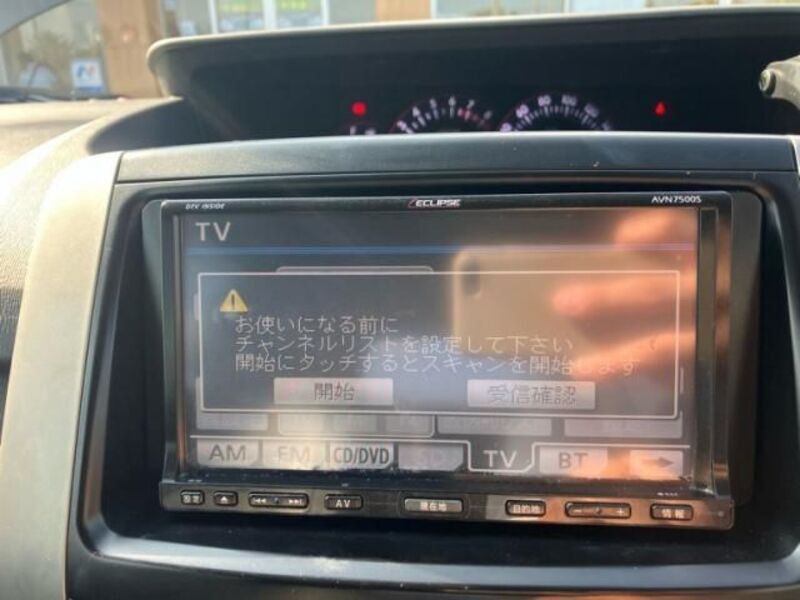 DTV INSIDE
ECLIPSE
AVN7500S
TV
お使いになる前に
チャンネルリストを設定して下さい
開始にタッチするとスキャンを開始します
開始
受信確認
AM
FM
CD/DVD
SD
TV
BT
AV
現在地
目的地
- +
情報